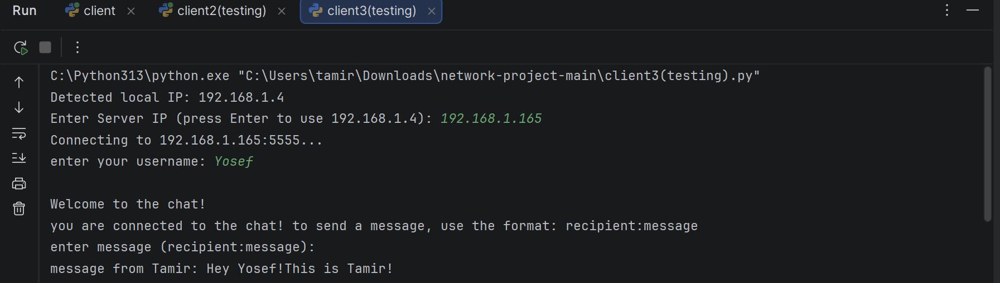 Run client client2(testing) client3(testing)
C:\Python313\python.exe "C:\Users\tamir\Downloads\network-project-main\client3(testing).py"
Detected local IP: 192.168.1.4
Enter Server IP (press Enter to use 192.168.1.4): 192.168.1.165
Connecting to 192.168.1.165:5555...
enter your username: Yosef
Welcome to the chat!
you are connected to the chat! to send a message, use the format: recipient:message
enter message (recipient:message):
message from Tamir: Hey Yosef!This is Tamir!